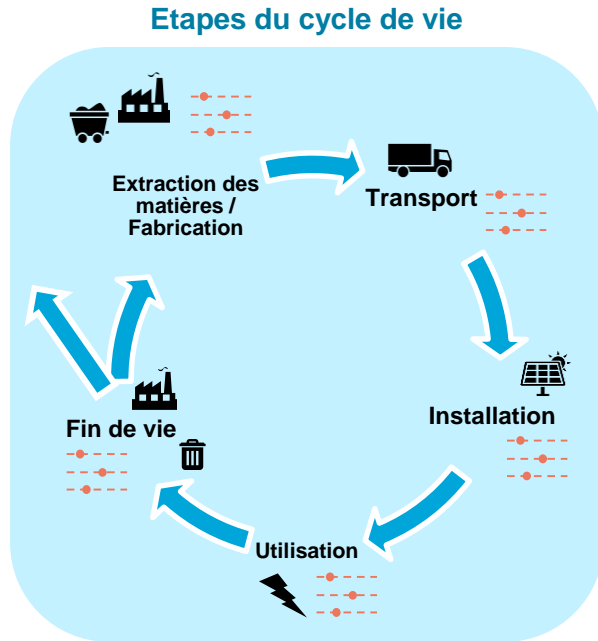 Etapes du cycle de vie
Extraction des
matières /
Fabrication
Transport
Installation
Utilisation
Fin de vie